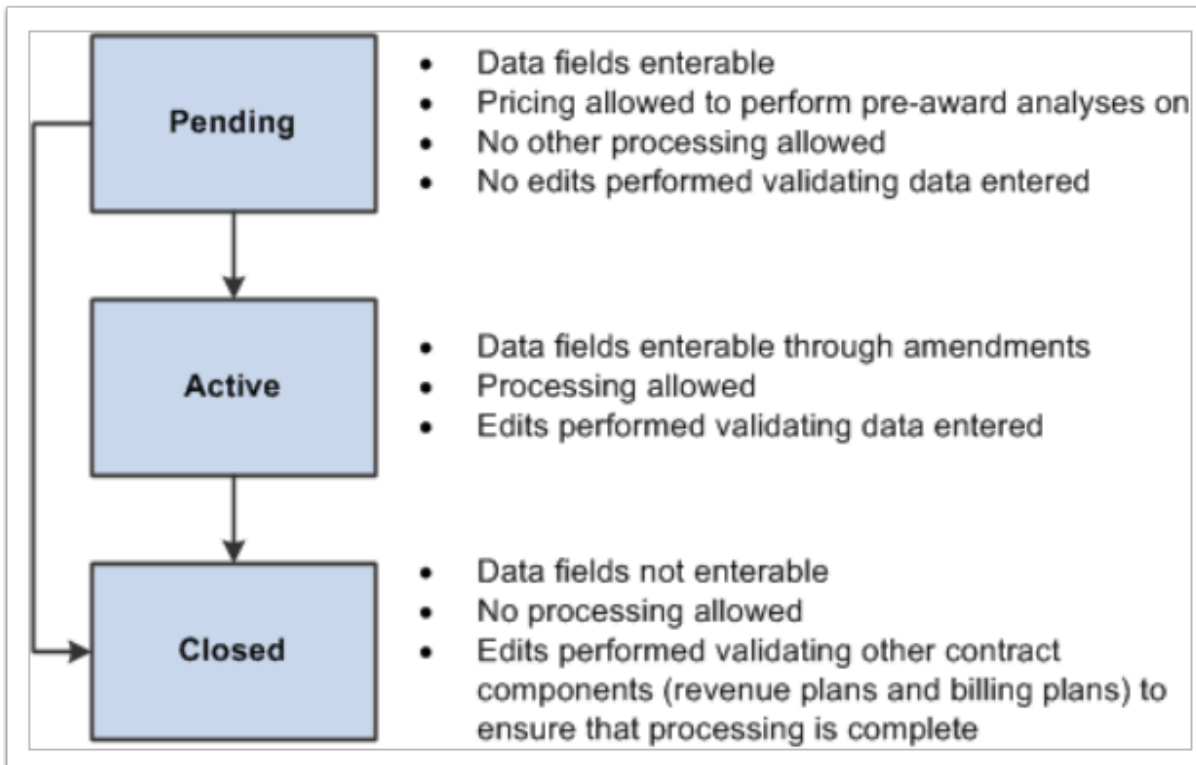 Pending
• Data fields enterable
• Pricing allowed to perform pre-award analyses on
• No other processing allowed
• No edits performed validating data entered
Active
• Data fields enterable through amendments
• Processing allowed
• Edits performed validating data entered
Closed
• Data fields not enterable
• No processing allowed
• Edits performed validating other contract
components (revenue plans and billing plans) to
ensure that processing is complete